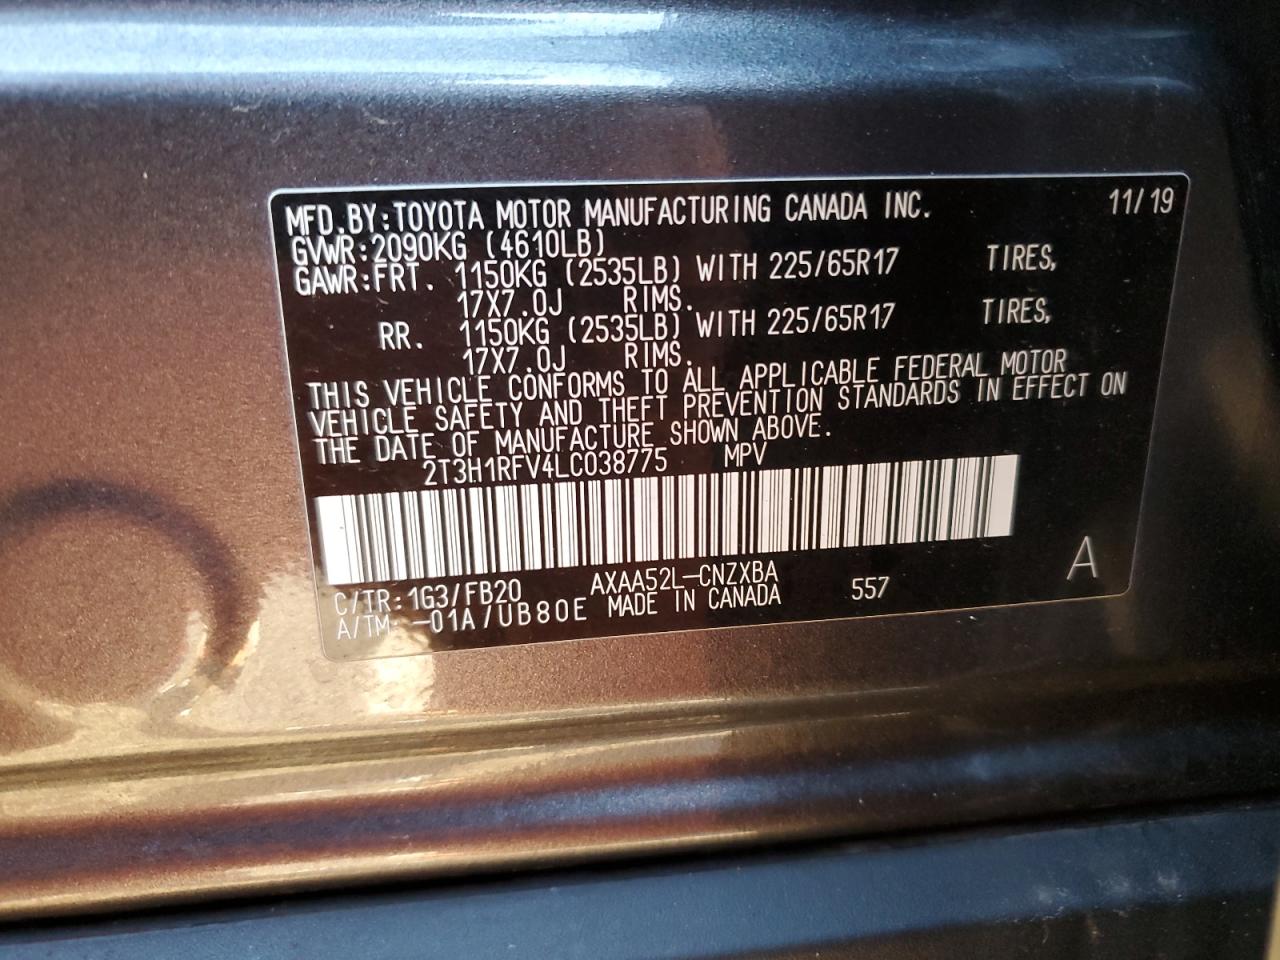 MFD.BY:TOYOTA MOTOR MANUFACTURING CANADA INC. 11/19
GVWR:2090KG (4610LB)
GAWR:FRT. 1150KG (2535LB) WITH 225/65R17 TIRES,
17X7.0J RIMS.
RR. 1150KG (2535LB) WITH 225/65R17 TIRES,
17X7.0J RIMS.
THIS VEHICLE CONFORMS TO ALL APPLICABLE FEDERAL MOTOR
VEHICLE SAFETY AND THEFT PREVENTION STANDARDS IN EFFECT ON
THE DATE OF MANUFACTURE SHOWN ABOVE.
2T3H1RFV4LC038775 MPV
C/TR:1G3/FB20 AXAA52L-CNZXBA 557 A
A/TM:-01A/UB80E MADE IN CANADA